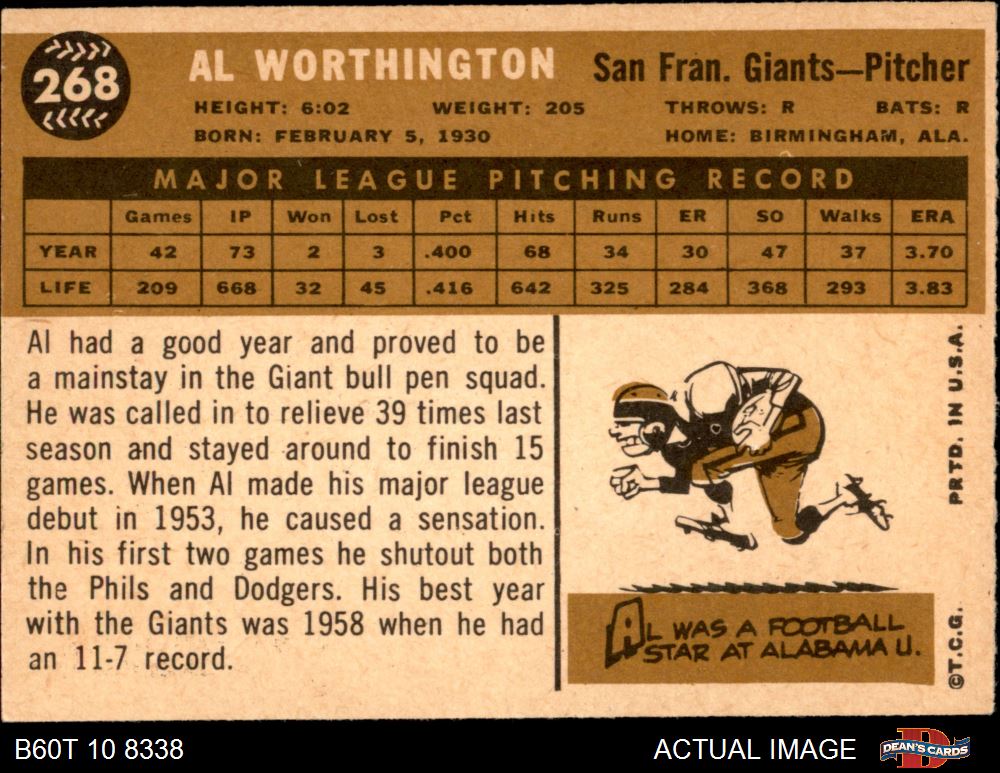 268
AL WORTHINGTON San Fran. Giants—Pitcher
HEIGHT: 6:02 WEIGHT: 205 THROWS: R BATS: R
BORN: FEBRUARY 5, 1930 HOME: BIRMINGHAM, ALA.
MAJOR LEAGUE PITCHING RECORD
Games IP Won Lost Pct Hits Runs ER SO Walks ERA
YEAR 42 73 2 3 .400 68 34 30 47 37 3.70
LIFE 209 668 32 45 .416 642 325 284 368 293 3.83
Al had a good year and proved to be
a mainstay in the Giant bull pen squad.
He was called in to relieve 39 times last
season and stayed around to finish 15
games. When Al made his major league
debut in 1953, he caused a sensation.
In his first two games he shutout both
the Phils and Dodgers. His best year
with the Giants was 1958 when he had
an 11-7 record.
AL WAS A FOOTBALL
STAR AT ALABAMA U.
©T.C.G. PRTD. IN U.S.A.
B60T 10 8338 ACTUAL IMAGE DEAN'S CARDS